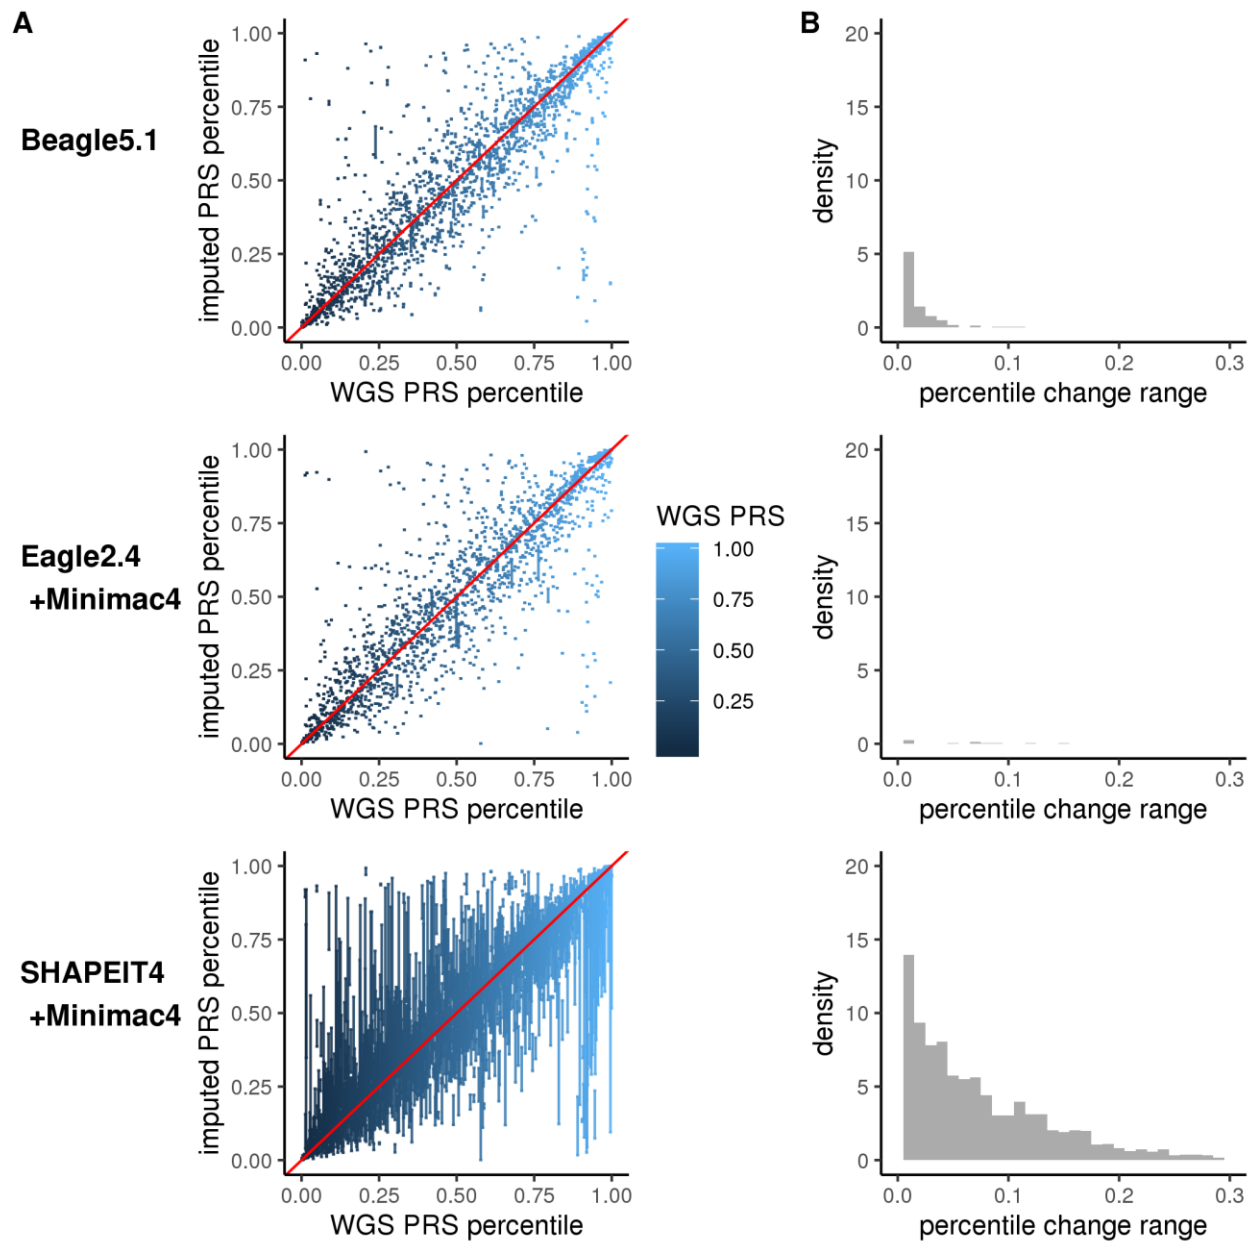 A
B
Beagle5.1
imputed PRS percentile
1.00
0.75
0.50
0.25
0.00
0.00 0.25 0.50 0.75 1.00
WGS PRS percentile
density
20
15
10
5
0
0.0 0.1 0.2 0.3
percentile change range
Eagle2.4
+Minimac4
imputed PRS percentile
1.00
0.75
0.50
0.25
0.00
0.00 0.25 0.50 0.75 1.00
WGS PRS percentile
WGS PRS
1.00
0.75
0.50
0.25
density
20
15
10
5
0
0.0 0.1 0.2 0.3
percentile change range
SHAPEIT4
+Minimac4
imputed PRS percentile
1.00
0.75
0.50
0.25
0.00
0.00 0.25 0.50 0.75 1.00
WGS PRS percentile
density
20
15
10
5
0
0.0 0.1 0.2 0.3
percentile change range